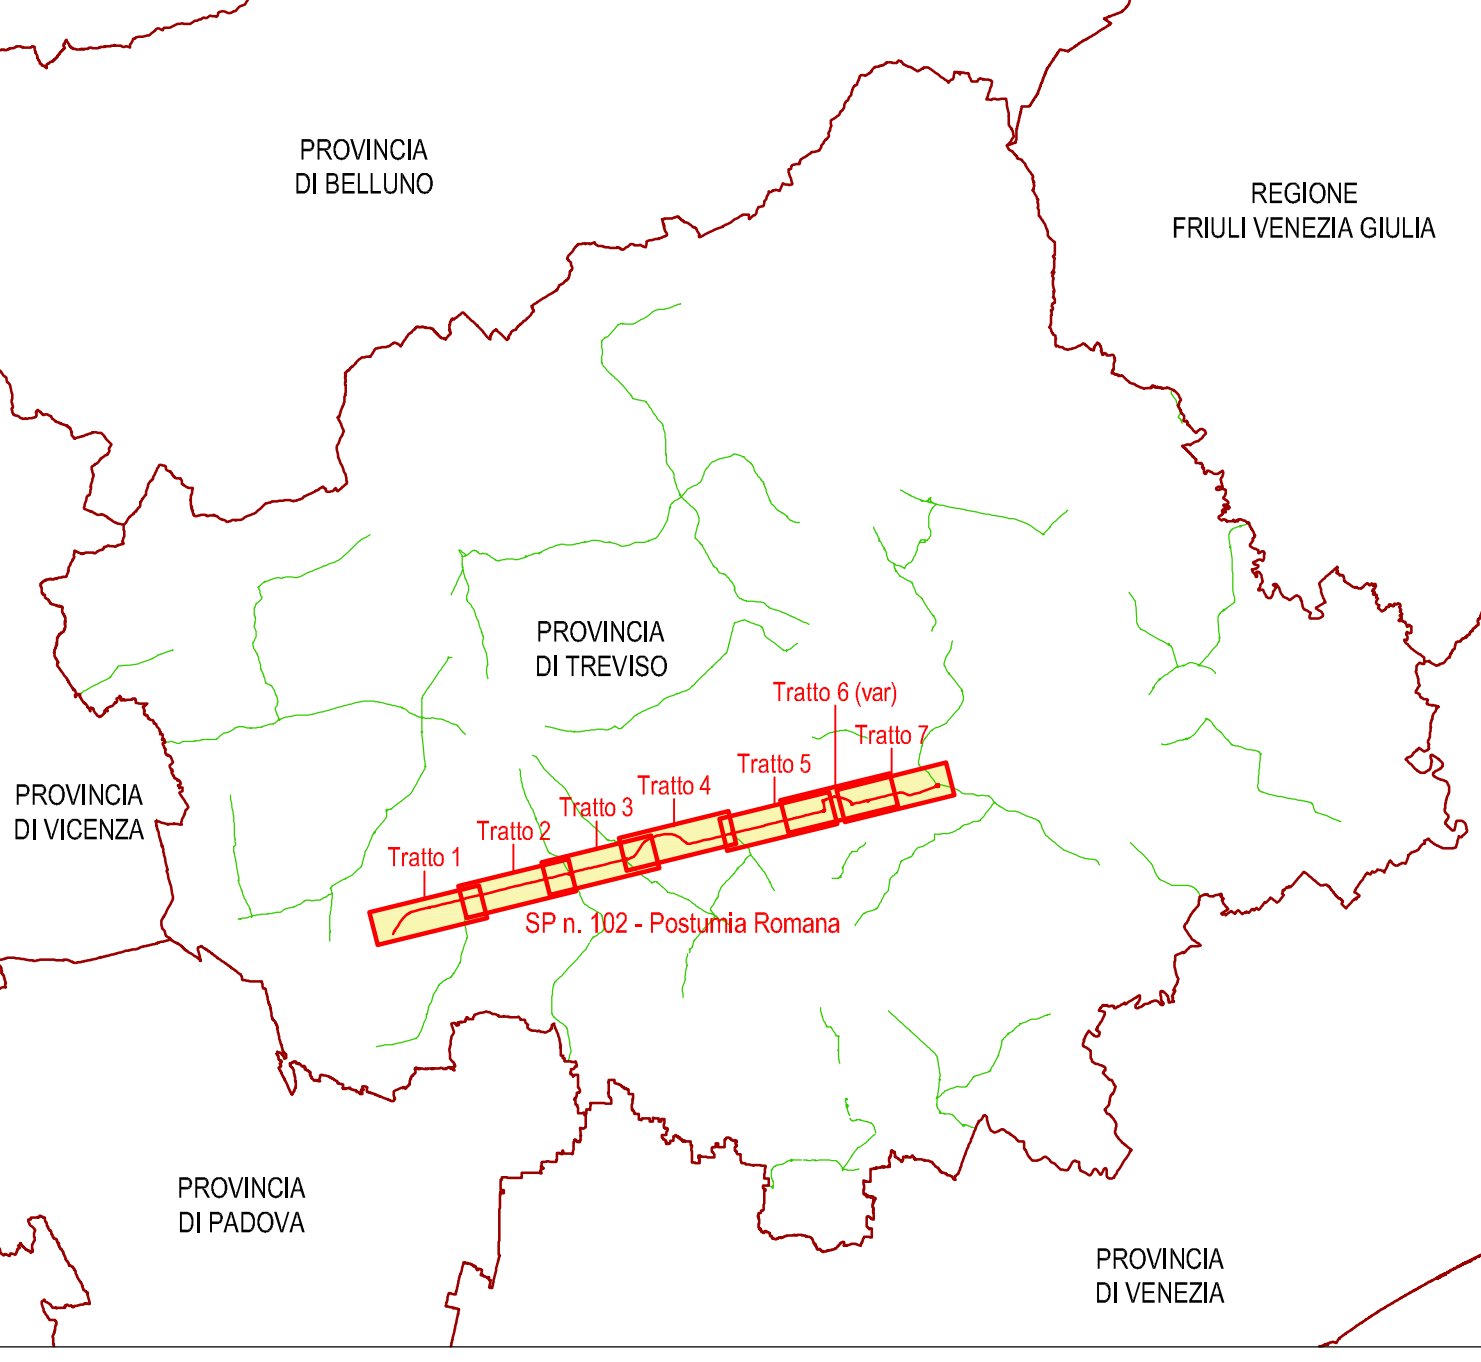 PROVINCIA
DI BELLUNO
REGIONE
FRIULI VENEZIA GIULIA
PROVINCIA
DI TREVISO
Tratto 6 (var)
Tratto 7
Tratto 5
Tratto 4
Tratto 3
Tratto 2
Tratto 1
PROVINCIA
DI VICENZA
SP n. 102 - Postumia Romana
PROVINCIA
DI PADOVA
PROVINCIA
DI VENEZIA